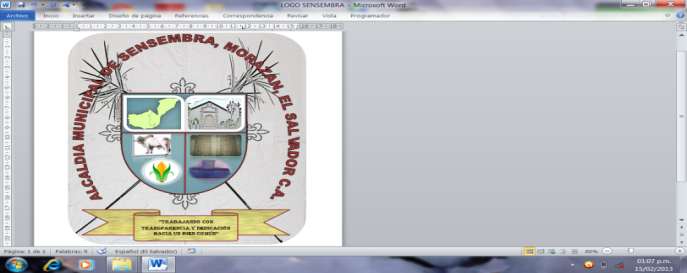 LOGO SENSEMBRA - Microsoft Word
Archivo Inicio Insertar Diseño de página Referencias Correspondencia Revisar Vista Programador
ALCALDIA MUNICIPAL DE SENSEMBRA, MORAZAN, EL SALVADOR C.A.
"TRABAJANDO CON
TRANSPARENCIA Y DEDICACIÓN
HACIA UN BIEN COMÚN"
Página: 1 de 1 Palabras: 9 Español (El Salvador) 60%
01:07 p.m.
15/02/2013